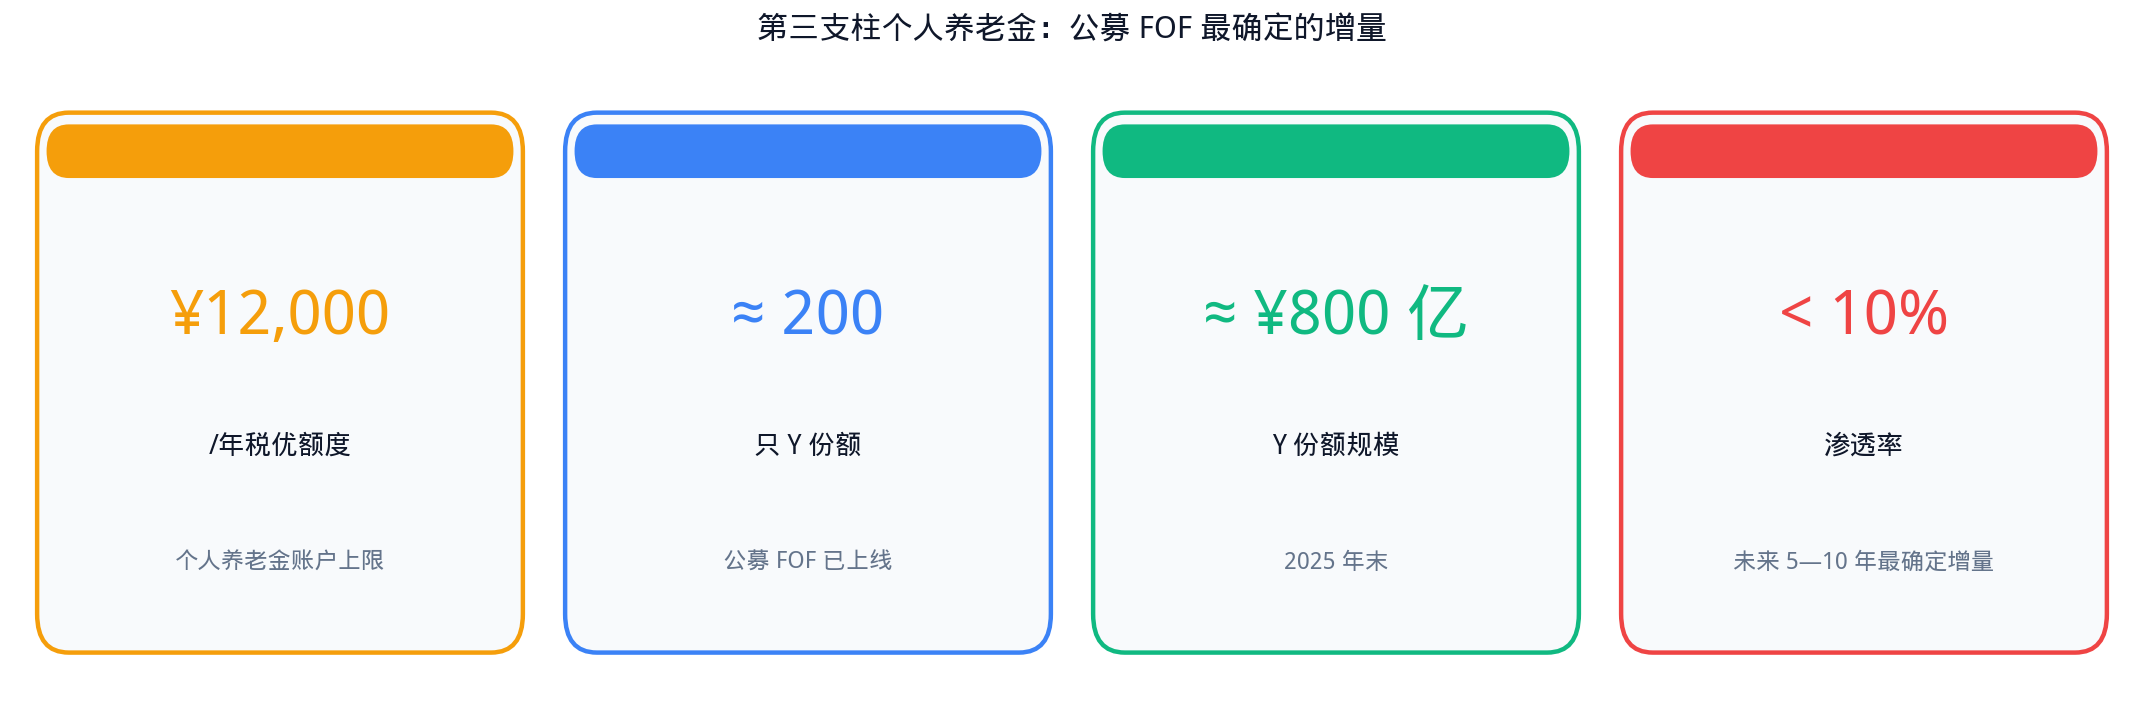 第三支柱个人养老金：公募 FOF 最确定的增量
¥12,000
/年税优额度
个人养老金账户上限
≈ 200
只 Y 份额
公募 FOF 已上线
≈ ¥800 亿
Y 份额规模
2025 年末
< 10%
渗透率
未来 5—10 年最确定增量